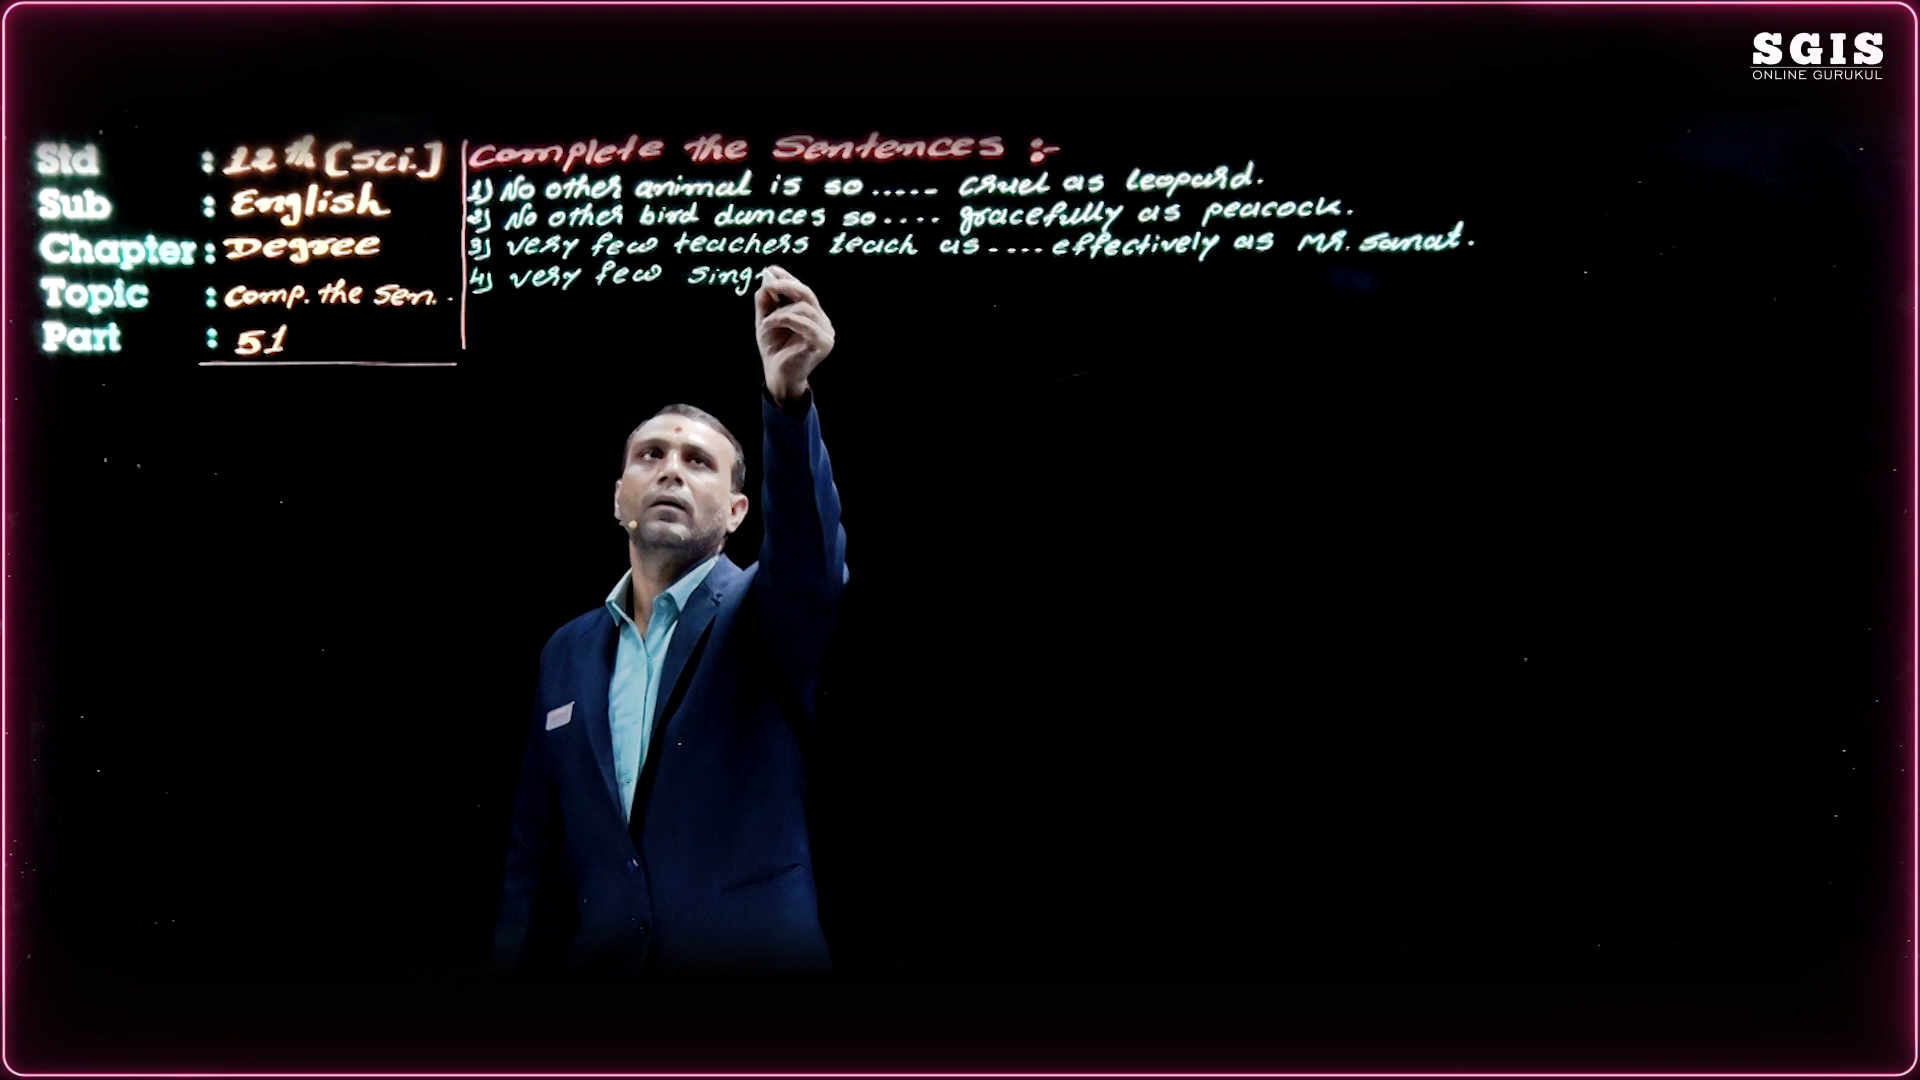 SGIS
ONLINE GURUKUL
Std : 12th [Sci.]
Sub : English
Chapter : Degree
Topic : Comp. the Sen.
Part : 51
Complete the Sentences :-
1) No other animal is so ..... cruel as leopard.
2) No other bird dances so .... gracefully as peacock.
3) very few teachers teach as .... effectively as Mr. Sanat.
4) very few sing